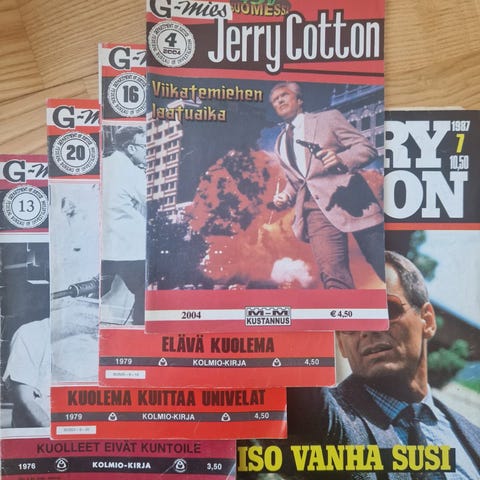 G-mies
SUOMESSA
4
2004
Jerry Cotton
Viikatemiehen
laatuaika
2004
M-M
KUSTANNUS
€ 4,50
G-
16
ELÄVÄ KUOLEMA
1979
KOLMIO-KIRJA
4,50
G-m
20
KUOLEMA KUITTAA UNIVELAT
1979
KOLMIO-KIRJA
4,50
G-M
13
KUOLLEET EIVÄT KUNTOILE
1976
KOLMIO-KIRJA
3,50
RY
ON
1987
7
10,50
ISO VANHA SUSI